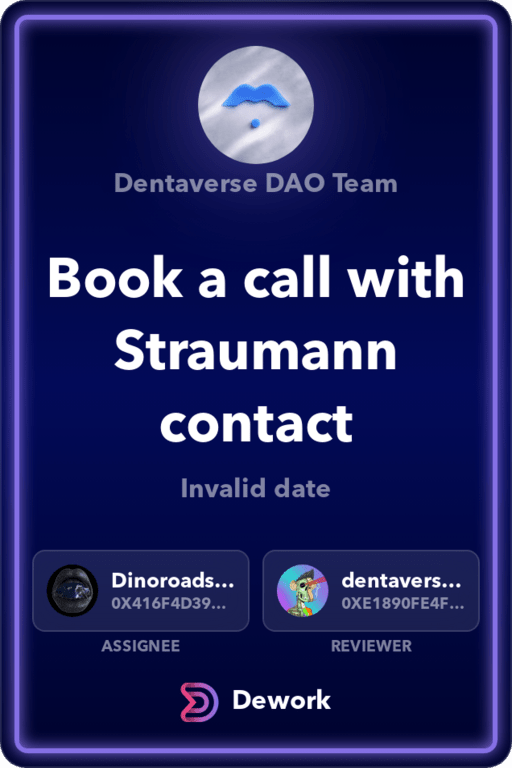 Dentaverse DAO Team
Book a call with
Straumann
contact
Invalid date
Dinoroads... dentavers...
0X416F4D39... 0XE1890FE4F...
ASSIGNEE REVIEWER
Dework